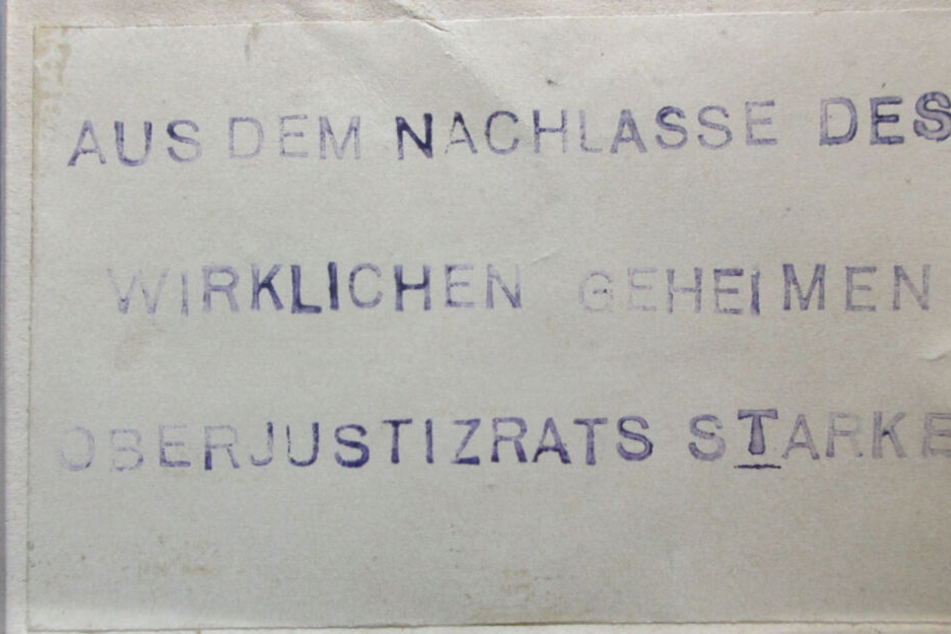 AUS DEM NACHLASSE DES
WIRKLICHEN GEHEIMEN
OBERJUSTIZRATS STARKE